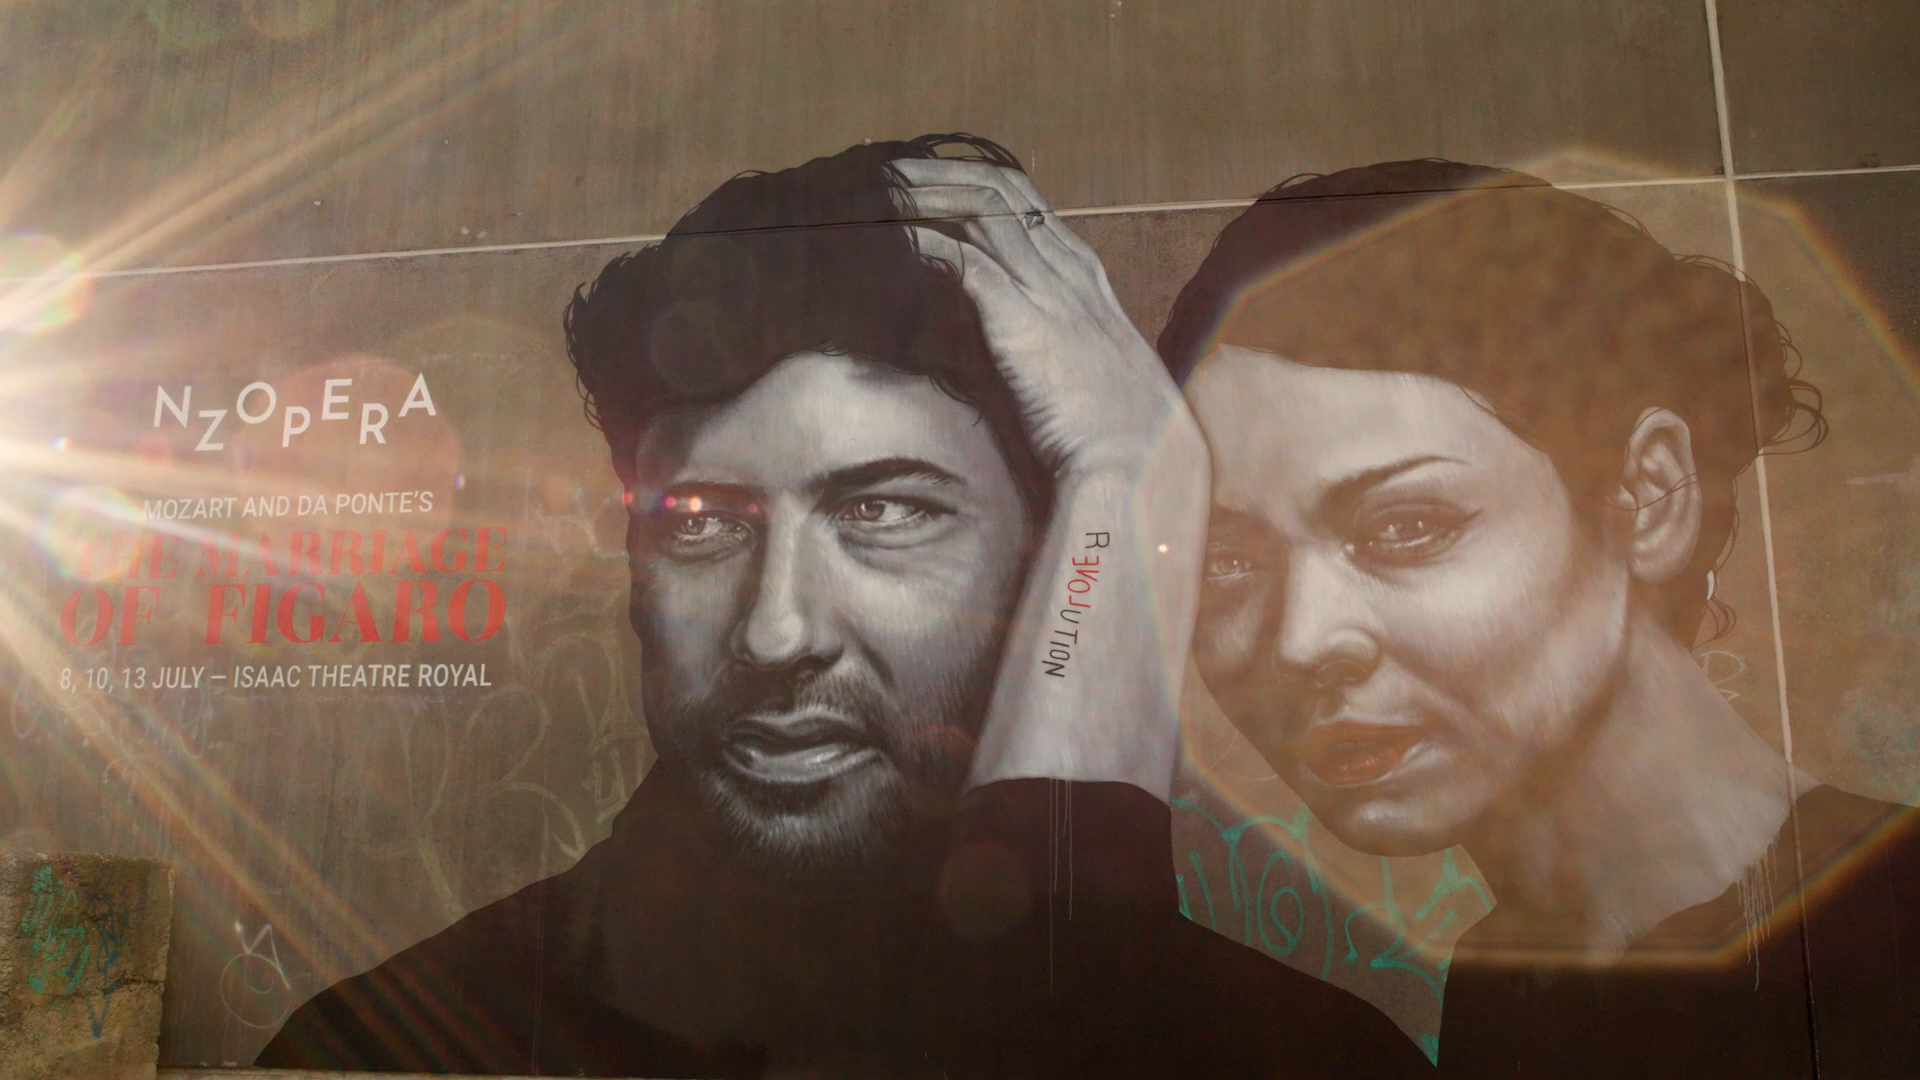 NZOPERA
MOZART AND DA PONTE'S
THE MARRIAGE
OF FIGARO
8, 10, 13 JULY – ISAAC THEATRE ROYAL
REVOLUTION